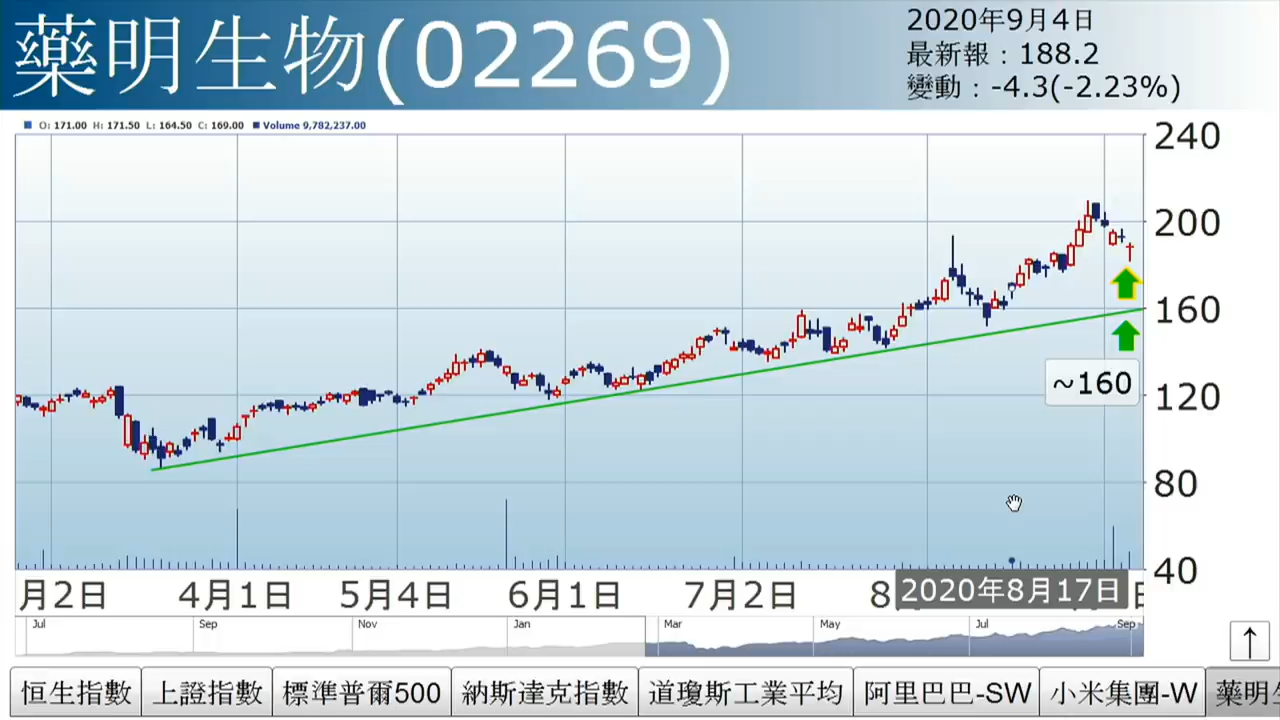 藥明生物(02269)
2020年9月4日
最新報：188.2
變動：-4.3(-2.23%)
O: 171.00 H: 171.50 L: 164.50 C: 169.00 Volume 9,782,237.00
240
200
160
~160
120
80
40
月2日 4月1日 5月4日 6月1日 7月2日 8 2020年8月17日
Jul Sep Nov Jan Mar May Jul Sep
↑
恒生指數 上證指數 標準普爾500 納斯達克指數 道瓊斯工業平均 阿里巴巴-SW 小米集團-W 藥明